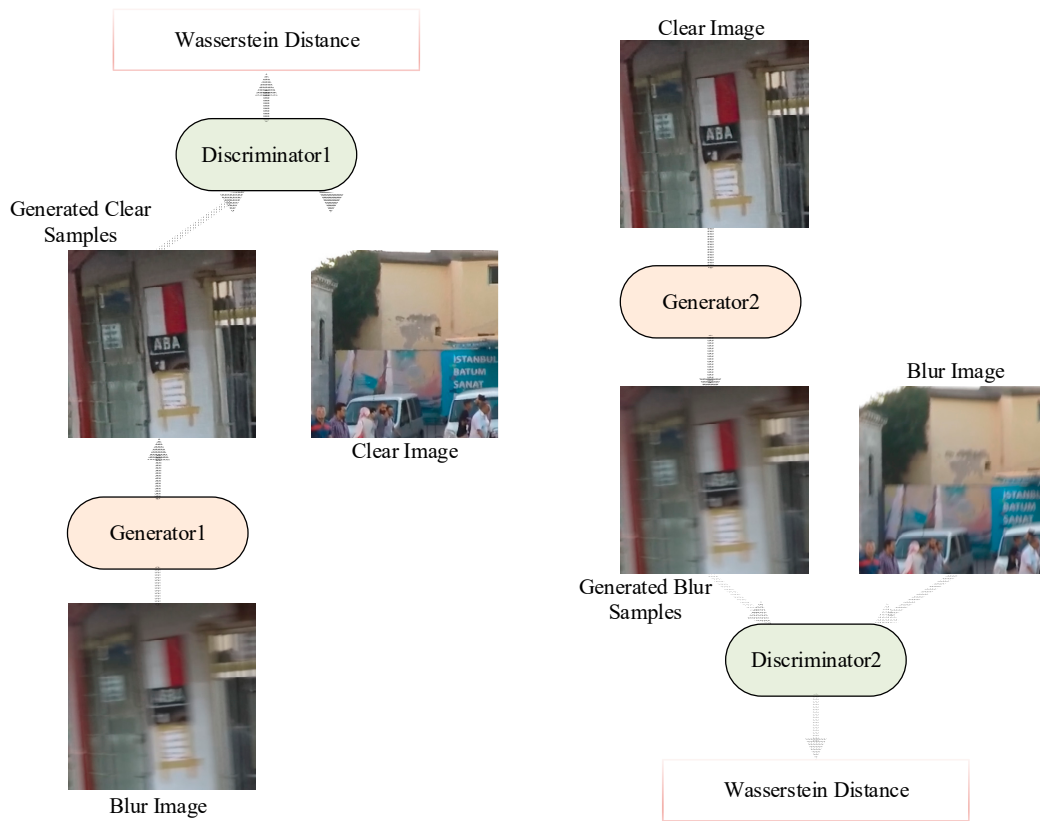 Wasserstein Distance
Discriminator1
Generated Clear
Samples
ABA
ISTANBUL
BATUM
SANAT
Clear Image
Generator1
Blur Image
Clear Image
ABA
Generator2
Blur Image
ISTANBU
BATUM
SANAT
Generated Blur
Samples
Discriminator2
Wasserstein Distance